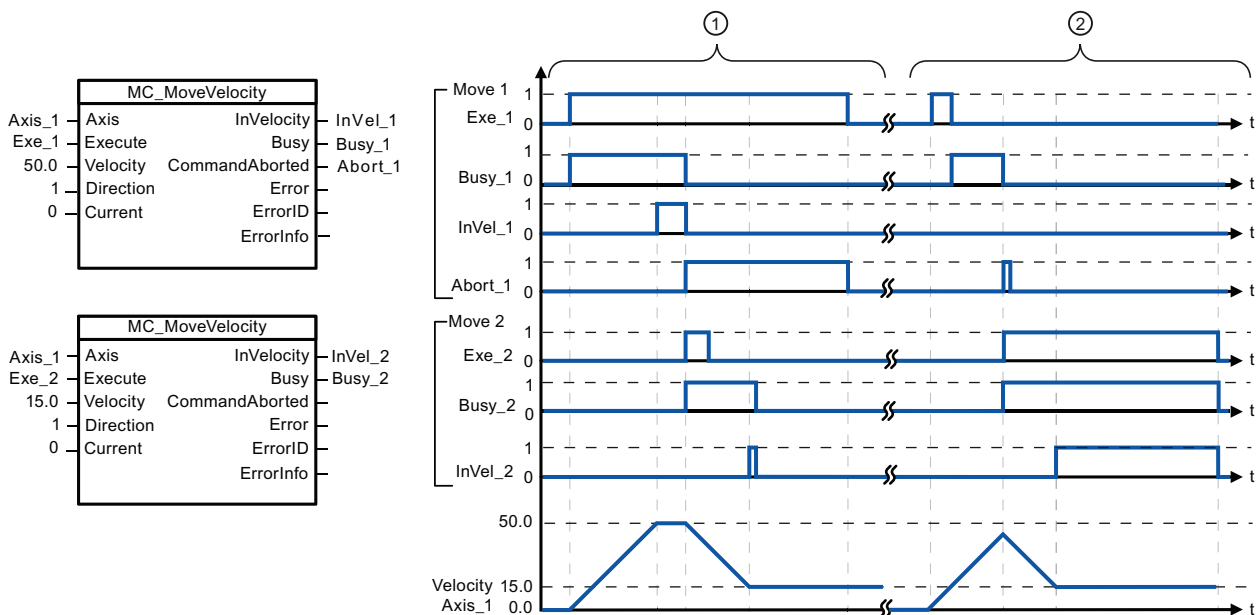 MC_MoveVelocity
Axis_1 Axis InVelocity InVel_1
Exe_1 Execute Busy Busy_1
50.0 Velocity CommandAborted Abort_1
1 Direction Error
0 Current ErrorID
ErrorInfo
MC_MoveVelocity
Axis_1 Axis InVelocity InVel_2
Exe_2 Execute Busy Busy_2
15.0 Velocity CommandAborted
1 Direction Error
0 Current ErrorID
ErrorInfo
① ②
Move 1
Exe_1 1 0 t
Busy_1 1 0 t
InVel_1 1 0 t
Abort_1 1 0 t
Move 2
Exe_2 1 0 t
Busy_2 1 0 t
InVel_2 1 0 t
50.0
Velocity 15.0
Axis_1 0.0 t